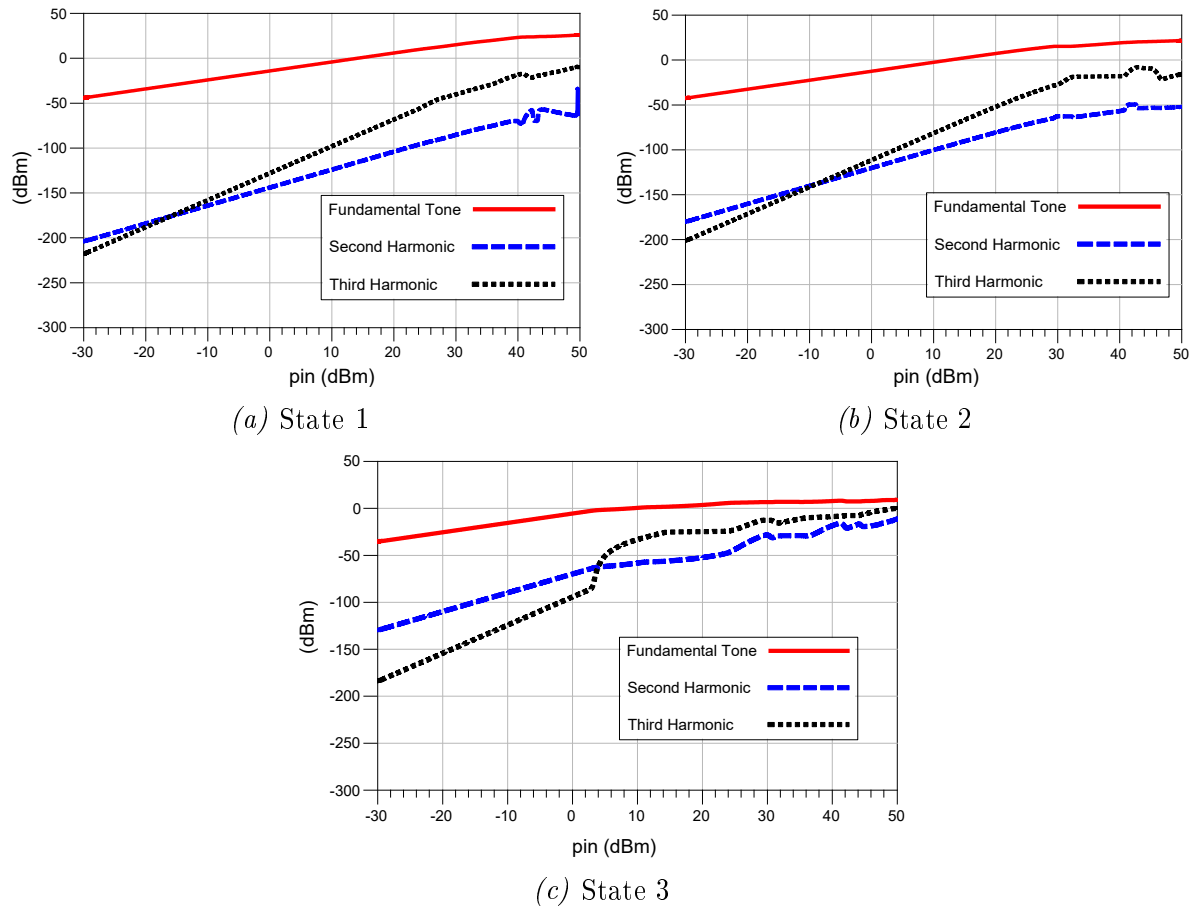 50
0
-50
-100
-150
-200
-250
-300
(dBm)
Fundamental Tone
Second Harmonic
Third Harmonic
-30 -20 -10 0 10 20 30 40 50
pin (dBm)
(a) State 1
50
0
-50
-100
-150
-200
-250
-300
(dBm)
Fundamental Tone
Second Harmonic
Third Harmonic
-30 -20 -10 0 10 20 30 40 50
pin (dBm)
(b) State 2
50
0
-50
-100
-150
-200
-250
-300
(dBm)
Fundamental Tone
Second Harmonic
Third Harmonic
-30 -20 -10 0 10 20 30 40 50
pin (dBm)
(c) State 3